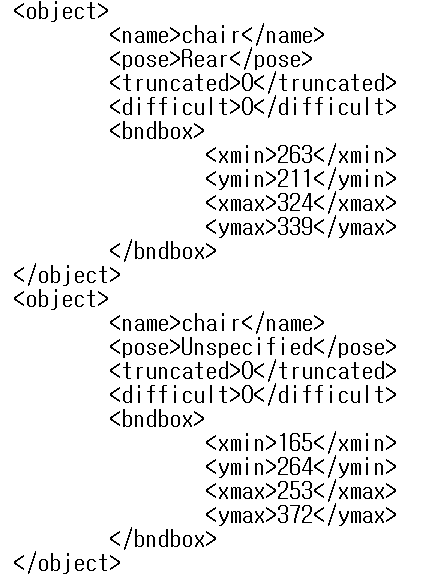 <object>
        <name>chair</name>
        <pose>Rear</pose>
        <truncated>0</truncated>
        <difficult>0</difficult>
        <bndbox>
                <xmin>263</xmin>
                <ymin>211</ymin>
                <xmax>324</xmax>
                <ymax>339</ymax>
        </bndbox>
</object>
<object>
        <name>chair</name>
        <pose>Unspecified</pose>
        <truncated>0</truncated>
        <difficult>0</difficult>
        <bndbox>
                <xmin>165</xmin>
                <ymin>264</ymin>
                <xmax>253</xmax>
                <ymax>372</ymax>
        </bndbox>
</object>